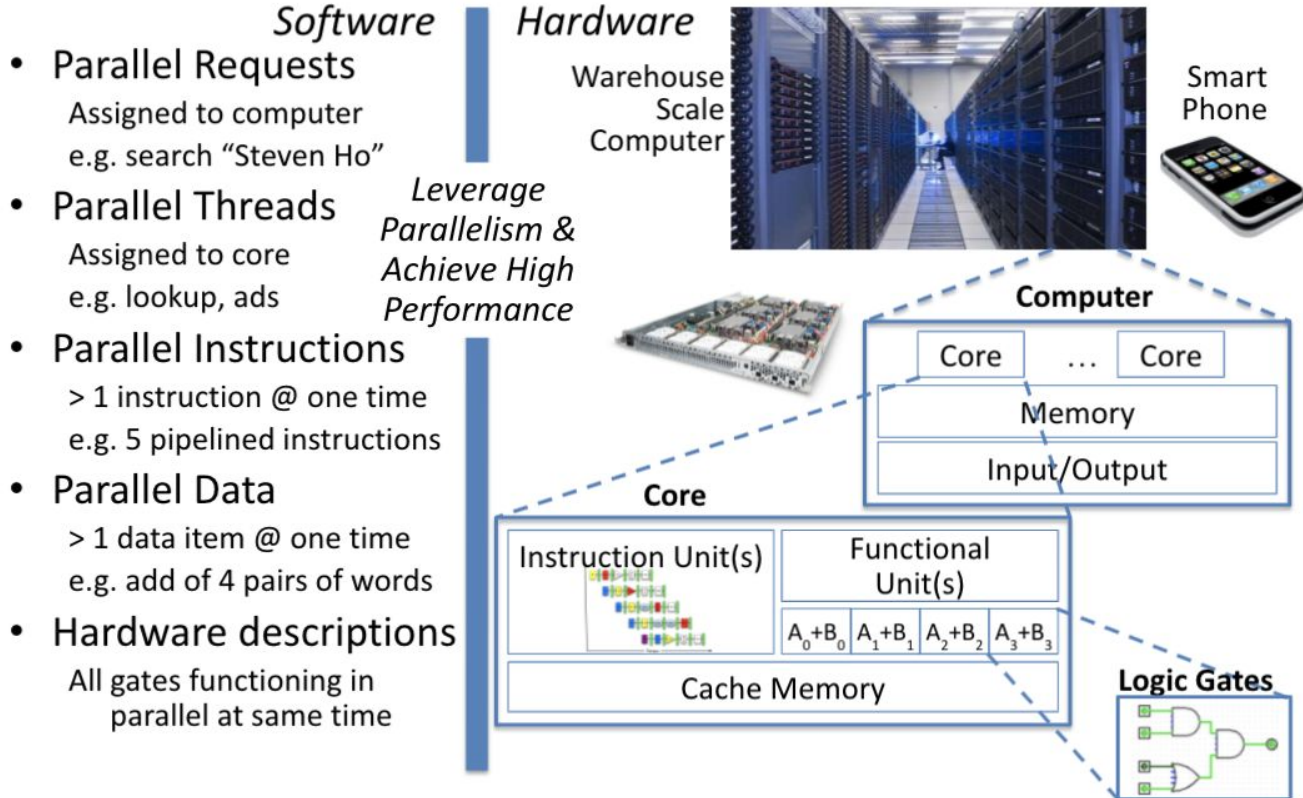 Software
Hardware
• Parallel Requests
Assigned to computer
e.g. search “Steven Ho”
• Parallel Threads
Assigned to core
e.g. lookup, ads
• Parallel Instructions
> 1 instruction @ one time
e.g. 5 pipelined instructions
• Parallel Data
> 1 data item @ one time
e.g. add of 4 pairs of words
• Hardware descriptions
All gates functioning in
parallel at same time
Leverage
Parallelism &
Achieve High
Performance
Warehouse
Scale
Computer
Smart
Phone
Computer
Core
...
Core
Memory
Input/Output
Core
Instruction Unit(s)
Functional
Unit(s)
A₀+B₀
A₁+B₁
A₂+B₂
A₃+B₃
Cache Memory
Logic Gates